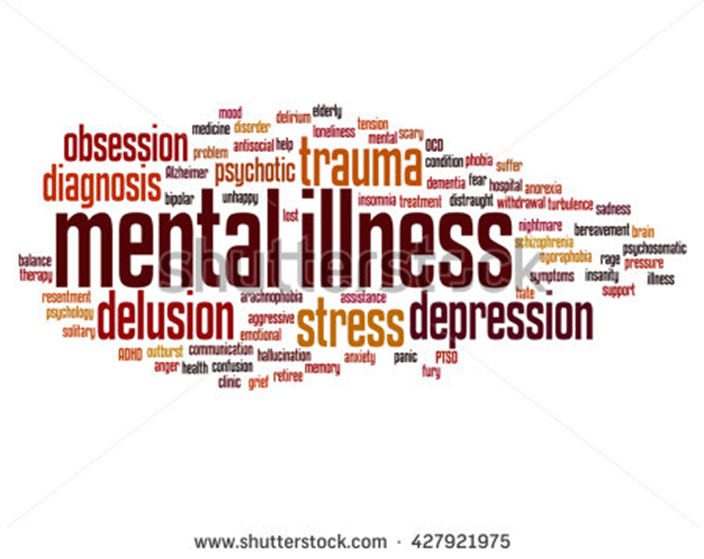 mood
delirium elderly
medicine disorder
loneliness tension
mental scary
obsession
problem antisocial help
trauma
OCD
condition phobia suffer
Alzheimer psychotic
diagnosis
dementia fear hospital anorexia
bipolar unhappy
insomnia treatment distraught withdrawal turbulence sadness
lost
mental illness
nightmare bereavement brain
schizophrenia psychosomatic
balance
agoraphobia rage pressure
therapy
symptoms insanity illness
shutterstock
resentment
arachnophobia assistance
hate support
psychology delusion
aggressive stress depression
solitary
emotional
ADHD outburst communication hallucination anxiety panic PTSD
anger health confusion memory fury
clinic grief retiree
www.shutterstock.com · 427921975